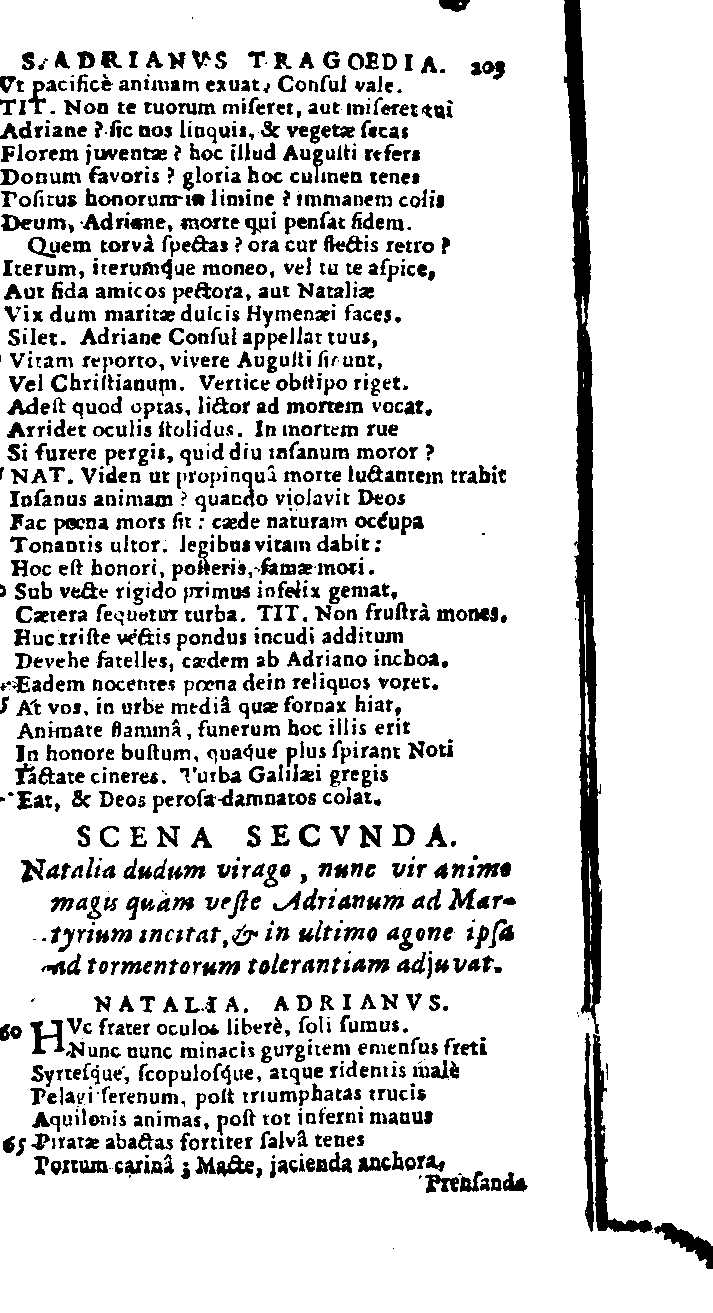 S. ADRIANVS TRAGOEDIA. 203
Vt pacificè animam exuat, Conſul vale.
TIT. Non te tuorum miſeret, aut miſeret tui
Adriane ? ſic nos linquis, & vegetæ ſecas
Florem juventæ ? hoc illud Auguſti refers
Donum favoris ? gloria hoc culmen tenes
Poſitus honorum in limine ? immanem colis
Deum, Adriane, morte qui penſat fidem.
Quem torvâ ſpectas ? ora cur flectis retro ?
Iterum, iterumque moneo, vel tu te aſpice,
Aut fida amicos pectora, aut Nataliæ
Vix dum maritæ dulcis Hymenæi faces.
Silet. Adriane Conſul appellat tuus,
Vitam reporto, vivere Auguſti ſinunt,
Vel Chriſtianum. Vertice obſtipo riget.
Adeſt quod optas, lictor ad mortem vocat.
Arridet oculis ſtolidus. In mortem rue
Si furere pergis, quid diu inſanum moror ?
NAT. Viden ut propinquâ morte luctantem trahit
Inſanus animam ? quando violavit Deos
Fac pœna mors ſit : cæde naturam occupa
Tonantis ultor. legibus vitam dabit :
Hoc eſt honori, poſteris, famæ mori.
Sub vecte rigido primus infelix gemat,
Cætera ſequetur turba. TIT. Non fruſtrà mones.
Huc triſte vectis pondus incudi additum
Devehe ſatelles, cædem ab Adriano inchoa.
Eadem nocentes pœna dein reliquos voret.
At vos, in urbe mediâ quæ fornax hiat,
Animate flammâ, funerum hoc illis erit
In honore buſtum, quaque plus ſpirant Noti
Jactate cineres. Turba Galilæi gregis
Eat, & Deos peroſa damnatos colat.
SCENA SECVNDA.
Natalia dudum virago, nunc vir animo
magis quàm veſte Adrianum ad Mar-
tyrium incitat, & in ultimo agone ipſa
ad tormentorum tolerantiam adjuvat.
NATALIA. ADRIANVS.
60 HVc frater oculos liberè, ſoli ſumus.
Nunc nunc minacis gurgitem emenſus freti
Syrteſque, ſcopuloſque, atque ridentis malè
Pelagi ſerenum, poſt triumphatas trucis
Aquilonis animas, poſt tot inferni manus
65 Piratæ abactas fortiter ſalvâ tenes
Portum carinâ ; Macte, jacienda anchora,
Prenſanda